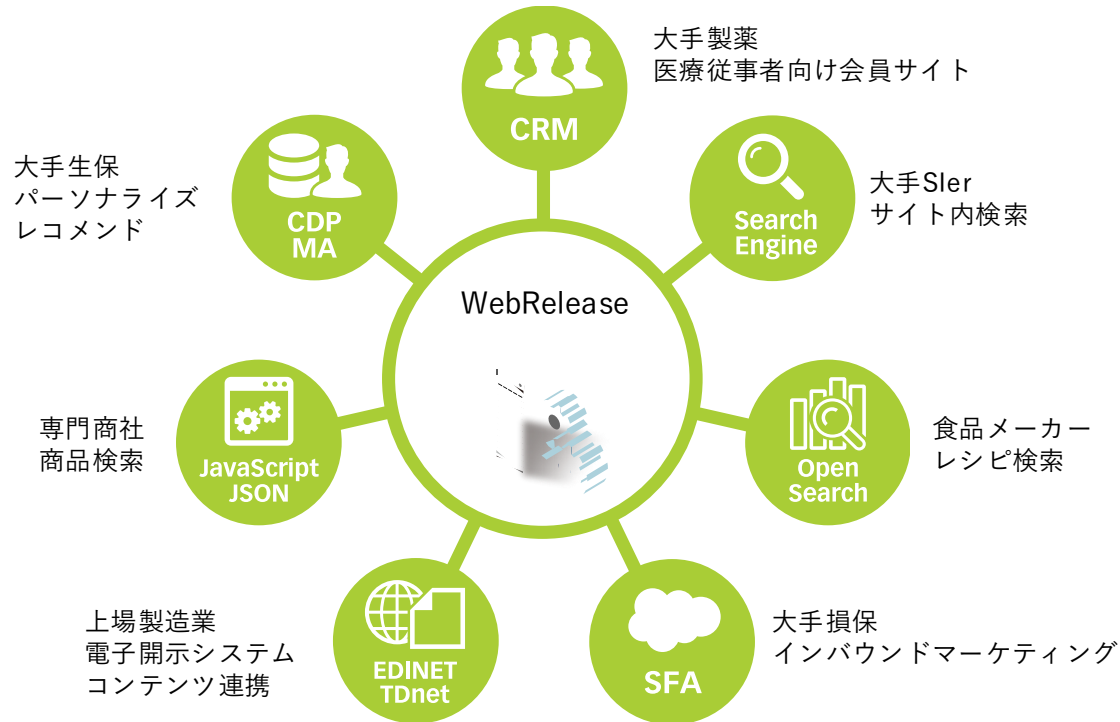 大手製薬
医療従事者向け会員サイト
CRM
大手生保
パーソナライズ
レコメンド
CDP
MA
大手SIer
サイト内検索
Search
Engine
WebRelease
専門商社
商品検索
JavaScript
JSON
食品メーカー
レシピ検索
Open
Search
上場製造業
電子開示システム
コンテンツ連携
EDINET
TDnet
大手損保
インバウンドマーケティング
SFA